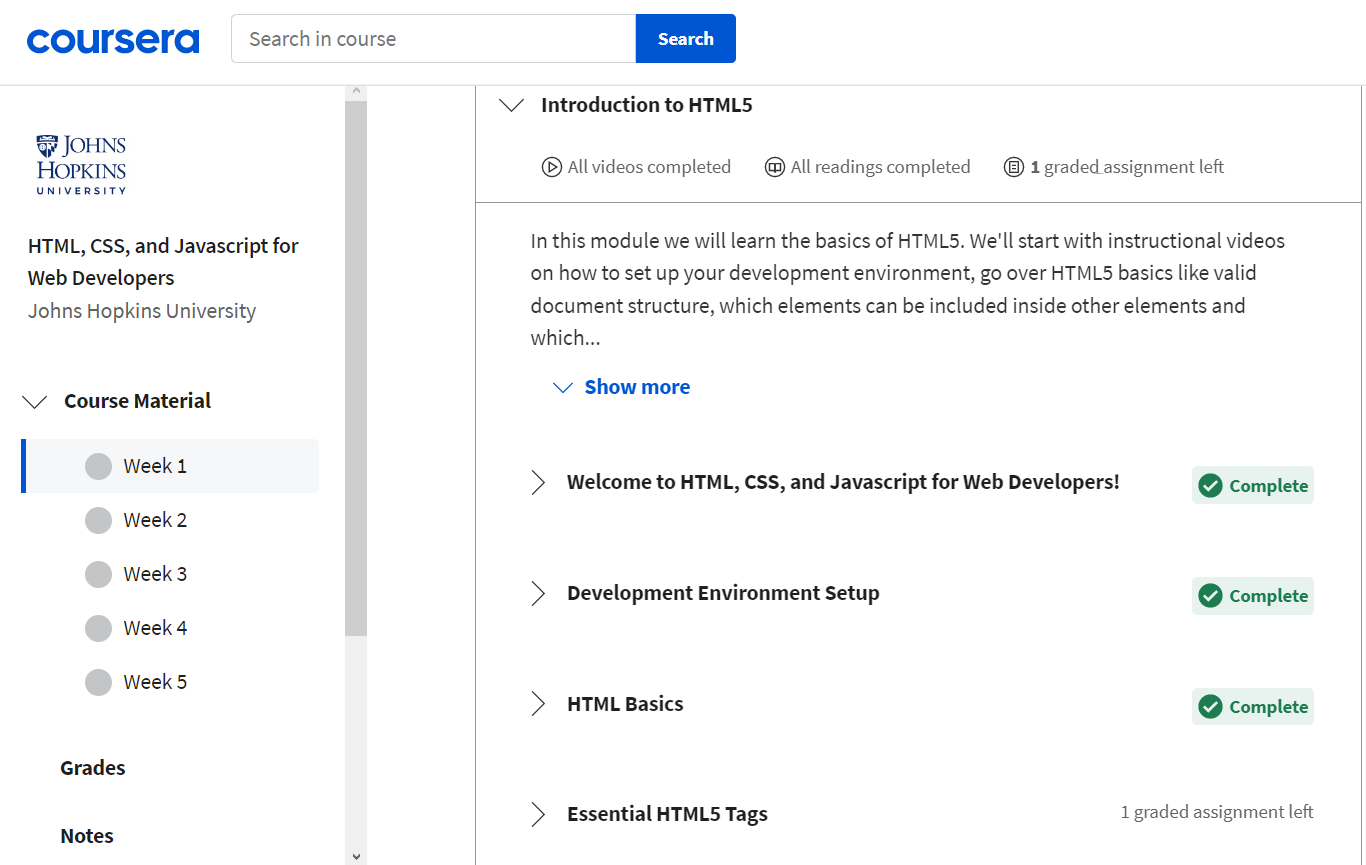 coursera
Search in course
Search
JOHNS
HOPKINS
UNIVERSITY
HTML, CSS, and Javascript for
Web Developers
Johns Hopkins University
Course Material
Week 1
Week 2
Week 3
Week 4
Week 5
Grades
Notes
Introduction to HTML5
All videos completed
All readings completed
1 graded assignment left
In this module we will learn the basics of HTML5. We'll start with instructional videos
on how to set up your development environment, go over HTML5 basics like valid
document structure, which elements can be included inside other elements and
which...
Show more
Welcome to HTML, CSS, and Javascript for Web Developers!
Complete
Development Environment Setup
Complete
HTML Basics
Complete
Essential HTML5 Tags
1 graded assignment left